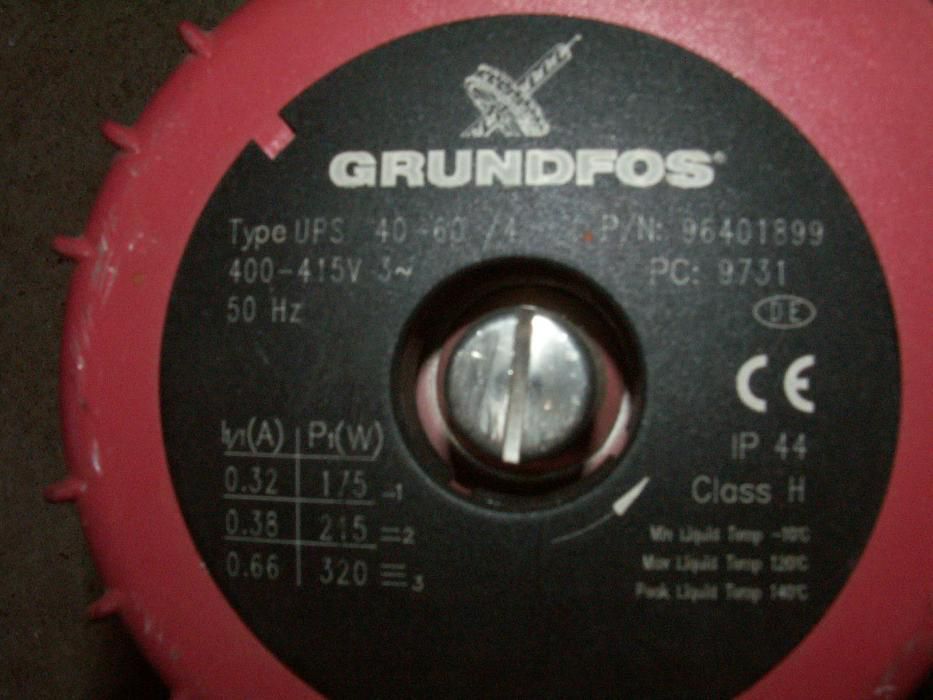 GRUNDFOS®
Type UPS 40-60 /4 P/N: 96401899
400-415V 3~ PC: 9731
50 Hz
DE
CE
I1/1(A) P1(W)
IP 44
0.32 175 -1
Class H
0.38 215 =2
Min Liquid Temp -10°C
0.66 320 ≡3
Max Liquid Temp 120°C
Peak Liquid Temp 140°C